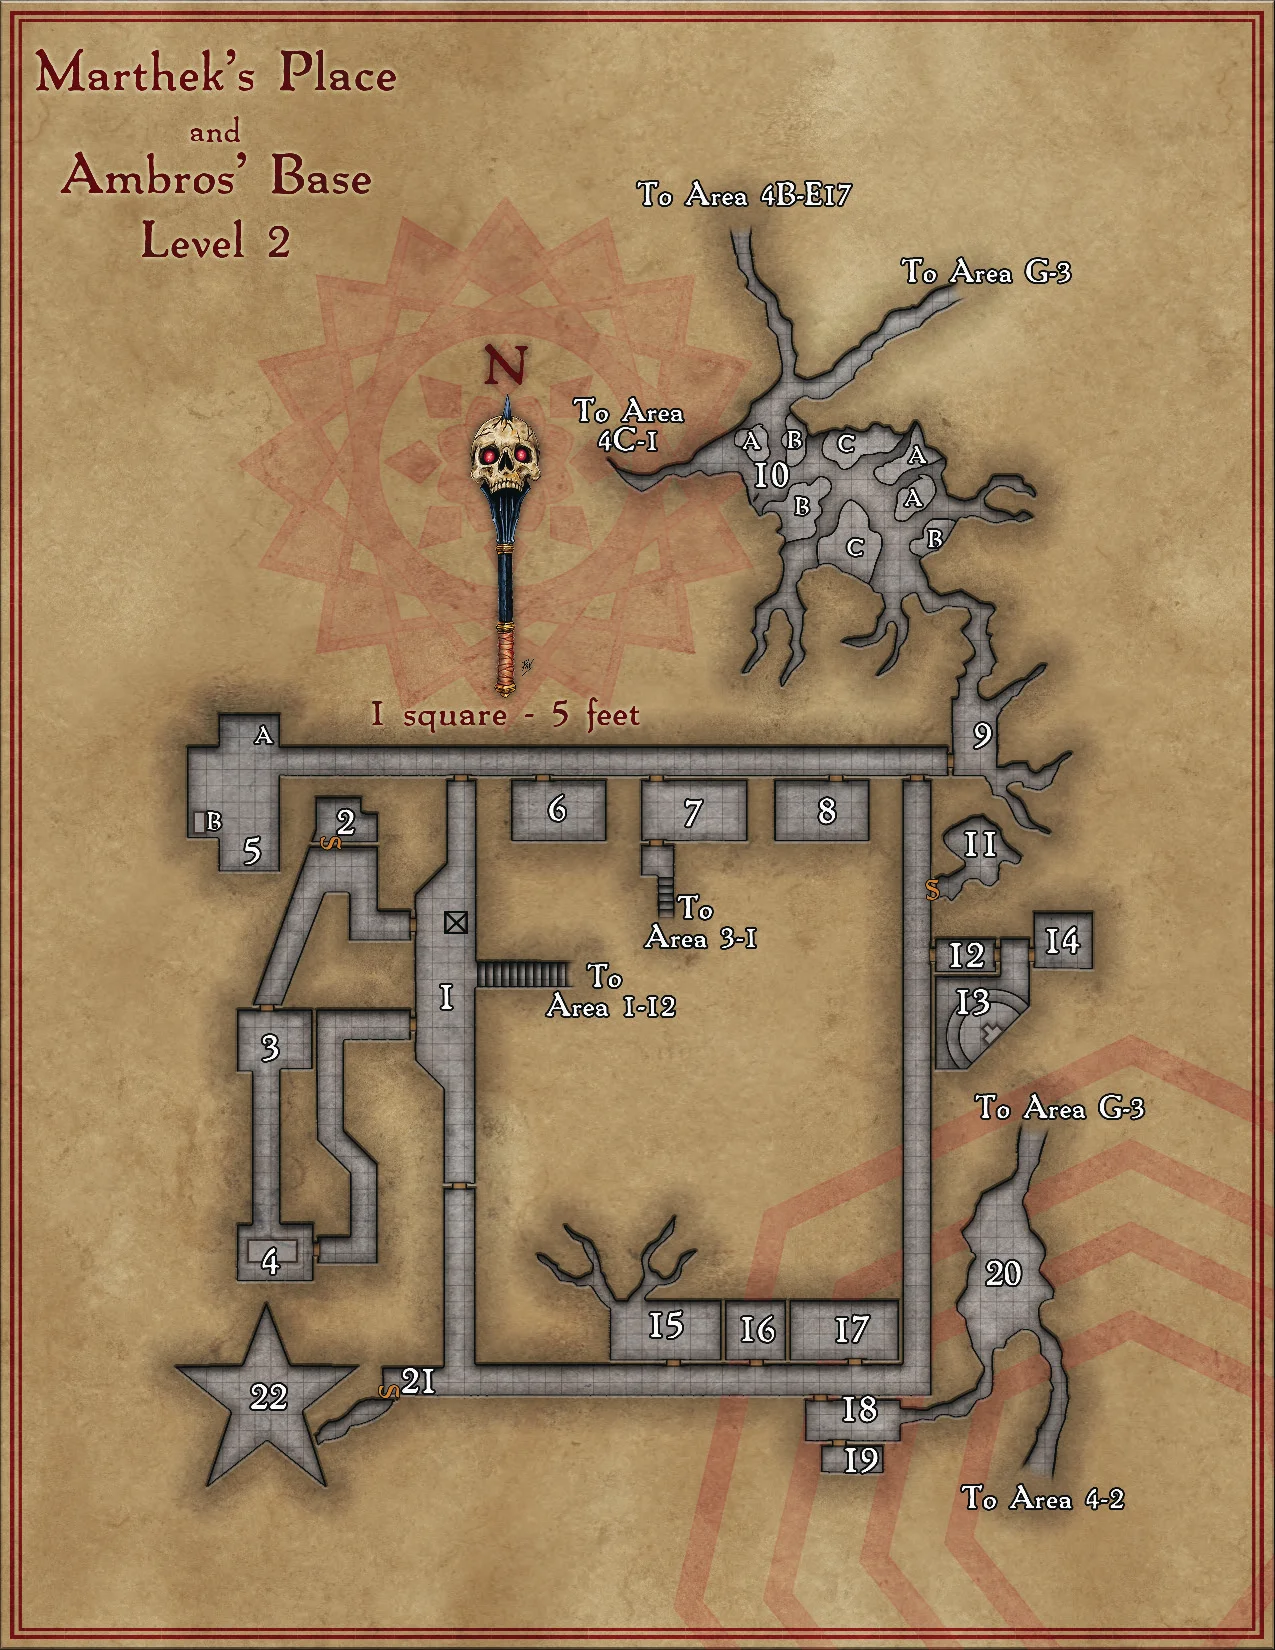 Marthek's Place
and
Ambros' Base
Level 2
To Area 4B-E17
To Area G-3
N
To Area
4C-1
A
B
C
A
10
B
A
C
B
1 square - 5 feet
9
A
B
5
2
6
7
8
11
S
S
To
Area 3-1
12
14
13
1
To
Area 1-12
3
To Area G-3
4
20
15
16
17
22
S
21
18
19
To Area 4-2